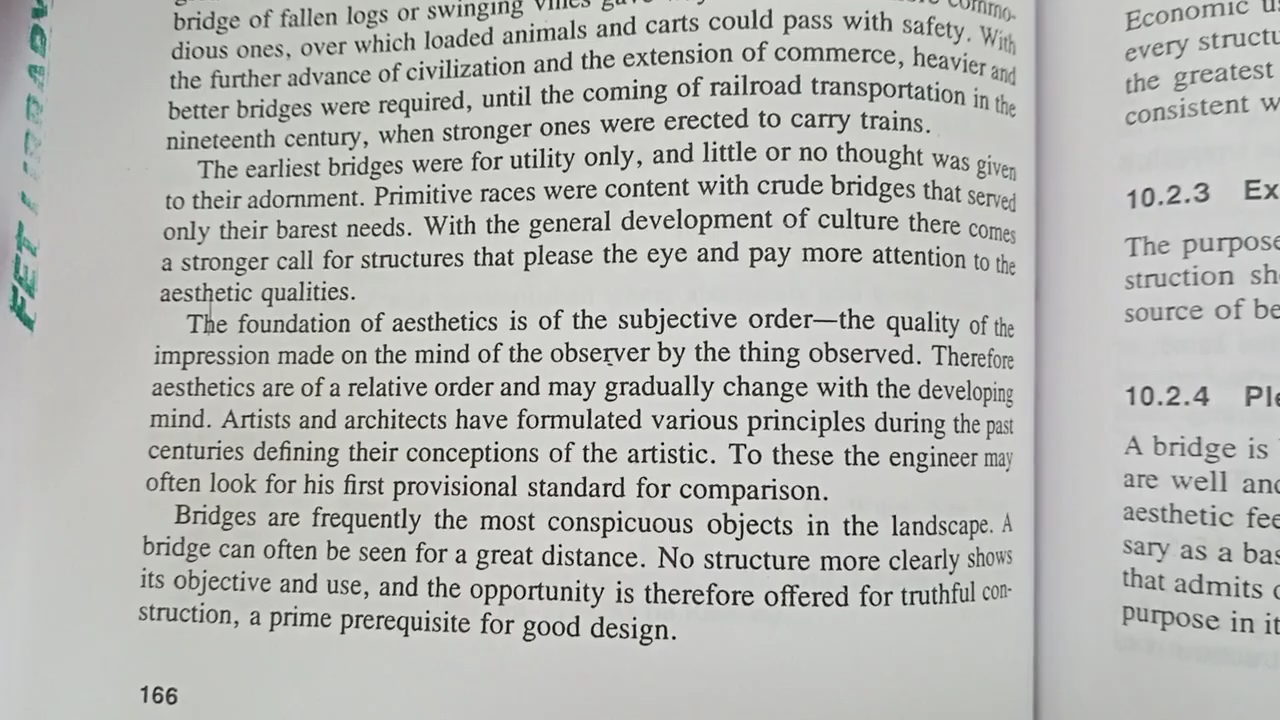 bridge of fallen logs or swinging vines
dious ones, over which loaded animals and carts could pass with safety. With
the further advance of civilization and the extension of commerce, heavier and
better bridges were required, until the coming of railroad transportation in the
nineteenth century, when stronger ones were erected to carry trains.
The earliest bridges were for utility only, and little or no thought was given
to their adornment. Primitive races were content with crude bridges that served
only their barest needs. With the general development of culture there comes
a stronger call for structures that please the eye and pay more attention to the
aesthetic qualities.
The foundation of aesthetics is of the subjective order—the quality of the
impression made on the mind of the observer by the thing observed. Therefore
aesthetics are of a relative order and may gradually change with the developing
mind. Artists and architects have formulated various principles during the past
centuries defining their conceptions of the artistic. To these the engineer may
often look for his first provisional standard for comparison.
Bridges are frequently the most conspicuous objects in the landscape. A
bridge can often be seen for a great distance. No structure more clearly shows
its objective and use, and the opportunity is therefore offered for truthful con-
struction, a prime prerequisite for good design.
166
FET LIBRARY
Economic
every structu
the greatest
consistent w
10.2.3 Ex
The purpose
struction sh
source of be
10.2.4 Ple
A bridge is
are well and
aesthetic fee
sary as a bas
that admits
purpose in it